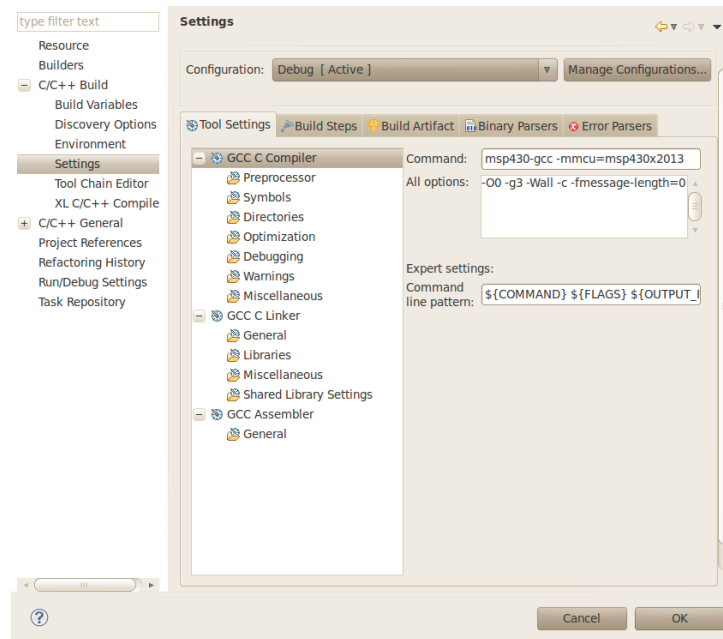 type filter text
Resource
Builders
C/C++ Build
Build Variables
Discovery Options
Environment
Settings
Tool Chain Editor
XL C/C++ Compile
C/C++ General
Project References
Refactoring History
Run/Debug Settings
Task Repository
Settings
Configuration: Debug [ Active ] Manage Configurations...
Tool Settings Build Steps Build Artifact Binary Parsers Error Parsers
GCC C Compiler
Preprocessor
Symbols
Directories
Optimization
Debugging
Warnings
Miscellaneous
GCC C Linker
General
Libraries
Miscellaneous
Shared Library Settings
GCC Assembler
General
Command: msp430-gcc -mmcu=msp430x2013
All options: -O0 -g3 -Wall -c -fmessage-length=0
Expert settings:
Command
line pattern: ${COMMAND} ${FLAGS} ${OUTPUT_
Cancel OK